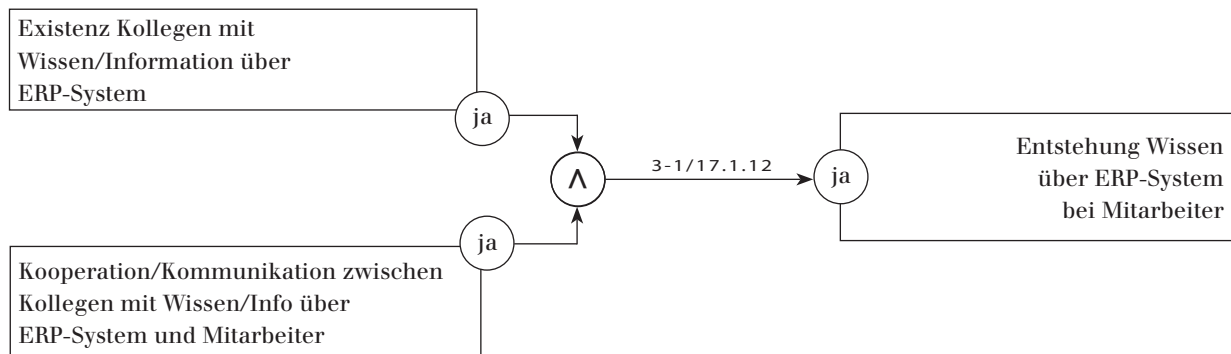 Existenz Kollegen mit
Wissen/Information über
ERP-System
ja
Kooperation/Kommunikation zwischen
Kollegen mit Wissen/Info über
ERP-System und Mitarbeiter
ja
∧
3-1/17.1.12
ja
Entstehung Wissen
über ERP-System
bei Mitarbeiter